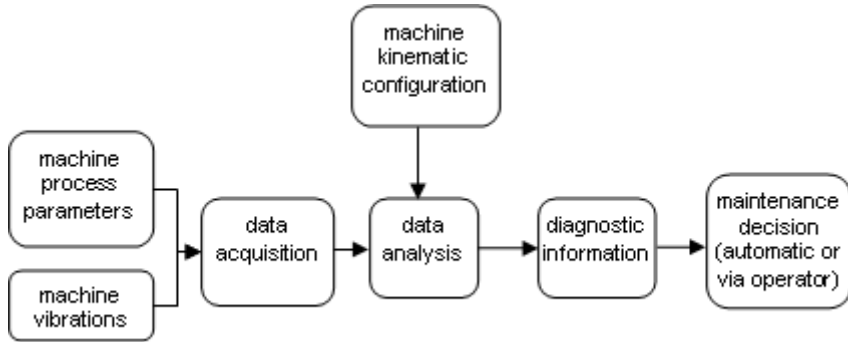 machine
kinematic
configuration
machine
process
parameters
machine
vibrations
data
acquisition
data
analysis
diagnostic
information
maintenance
decision
(automatic or
via operator)